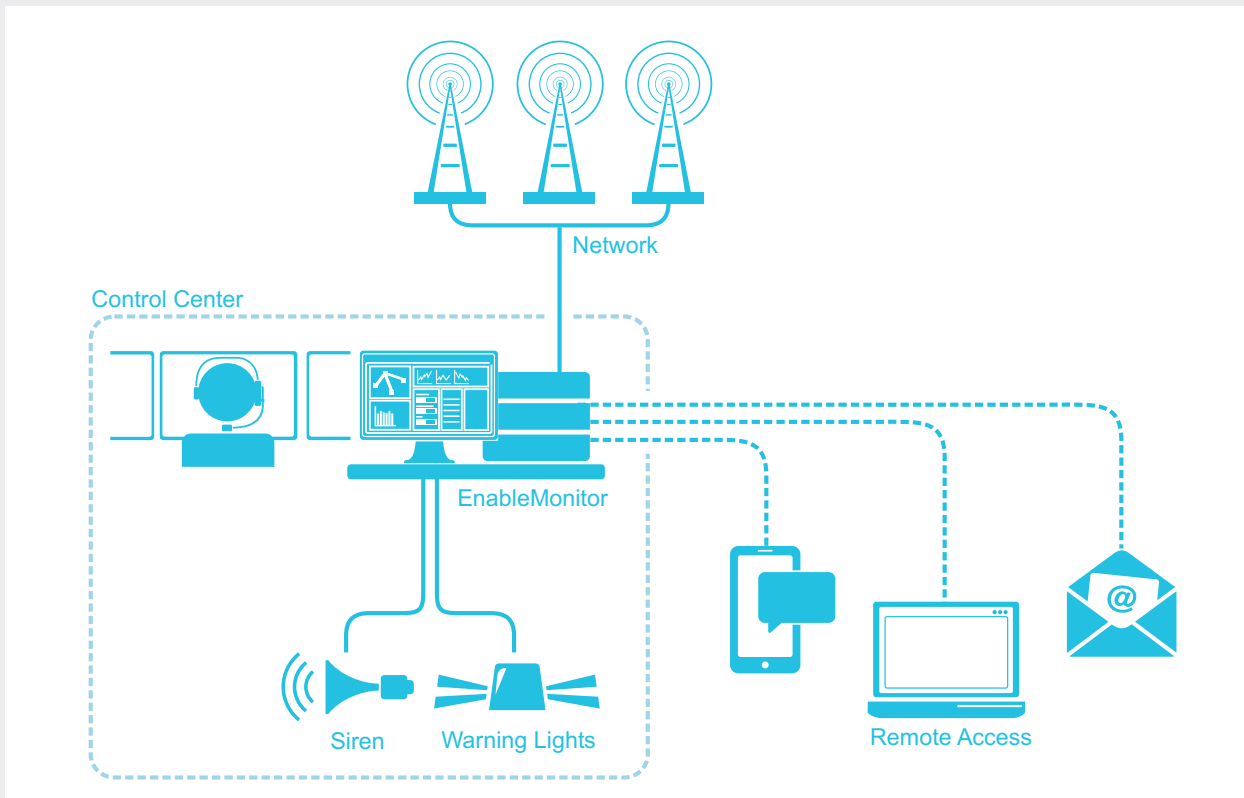 Network
Control Center
EnableMonitor
@
Siren
Warning Lights
Remote Access